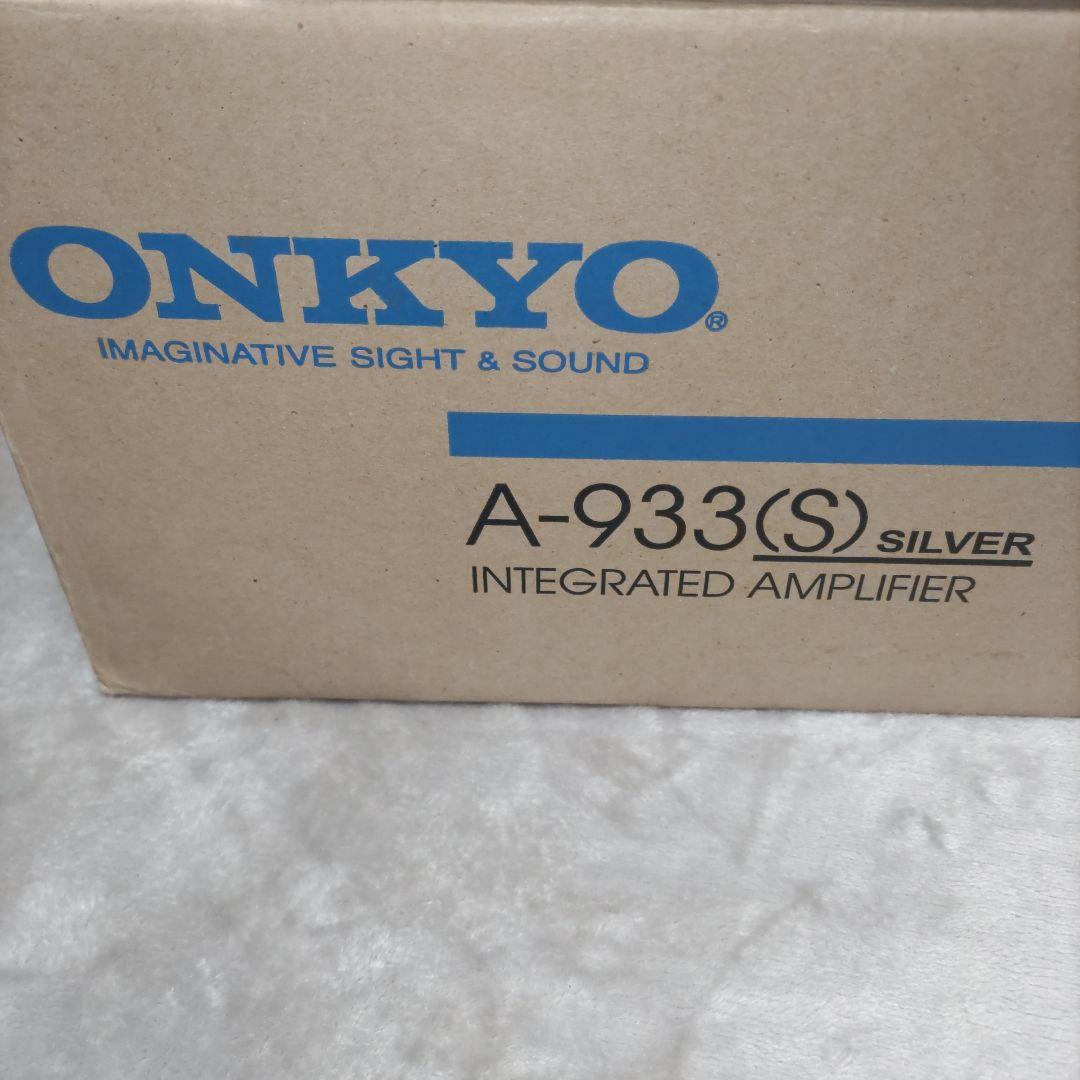 ONKYO®
IMAGINATIVE SIGHT & SOUND
A-933(S) SILVER
INTEGRATED AMPLIFIER